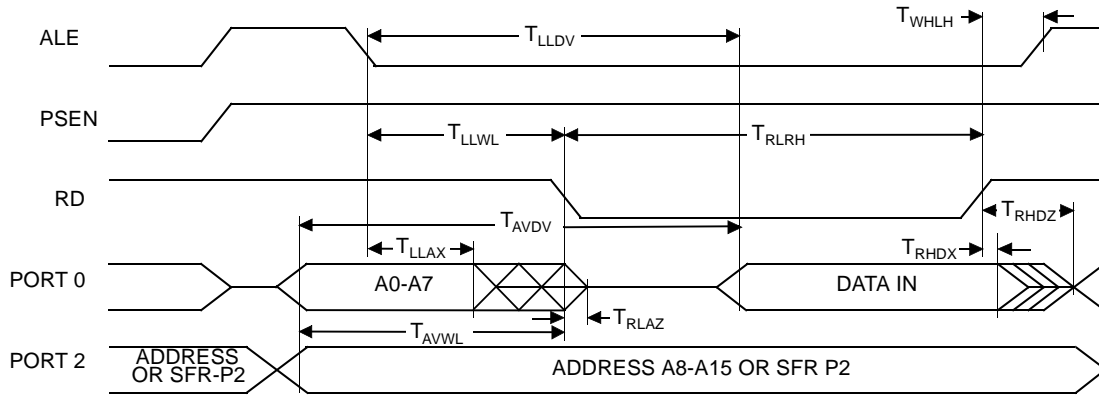 T_WHLH
ALE
T_LLDV
PSEN
T_LLWL
T_RLRH
RD
T_AVDV
T_RHDZ
T_LLAX
T_RHDX
PORT 0
A0-A7
DATA IN
T_RLAZ
T_AVWL
PORT 2
ADDRESS
OR SFR-P2
ADDRESS A8-A15 OR SFR P2